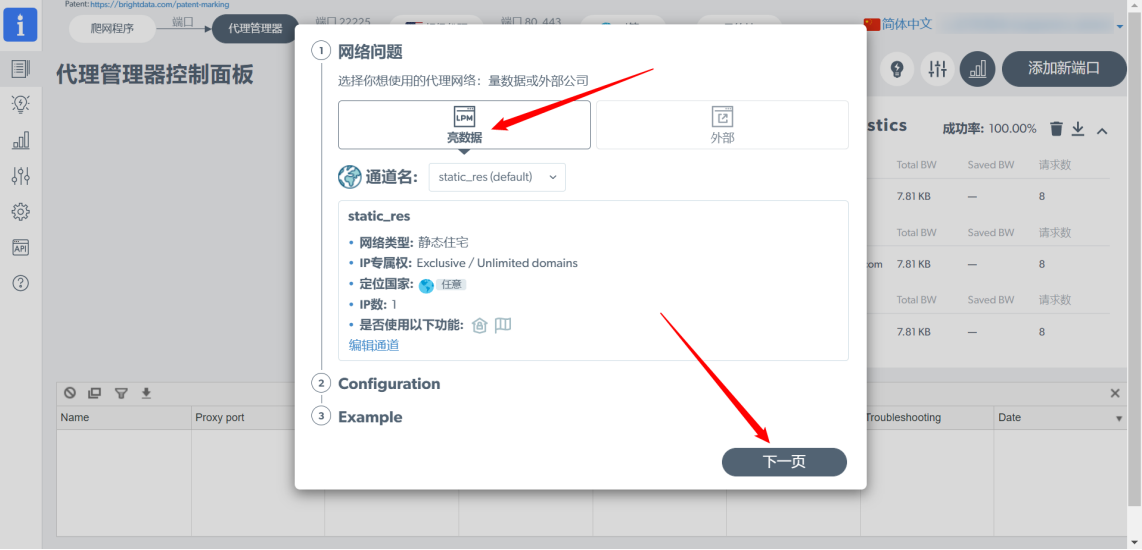 Patent:https://brightdata.com/patent-marking
爬网程序
端口
代理管理器
端口 22225
端口 80, 443
简体中文
代理管理器控制面板
添加新端口
1 网络问题
选择你想使用的代理网络：量数据或外部公司
LPM
亮数据
外部
通道名:
static_res (default)
static_res
• 网络类型: 静态住宅
• IP专属权: Exclusive / Unlimited domains
• 定位国家: 任意
• IP数: 1
• 是否使用以下功能:
编辑通道
2 Configuration
3 Example
下一页
stics
成功率: 100.00%
Total BW Saved BW 请求数
7.81 KB — 8
Total BW Saved BW 请求数
com 7.81 KB — 8
Total BW Saved BW 请求数
7.81 KB — 8
API
Name Proxy port Troubleshooting Date